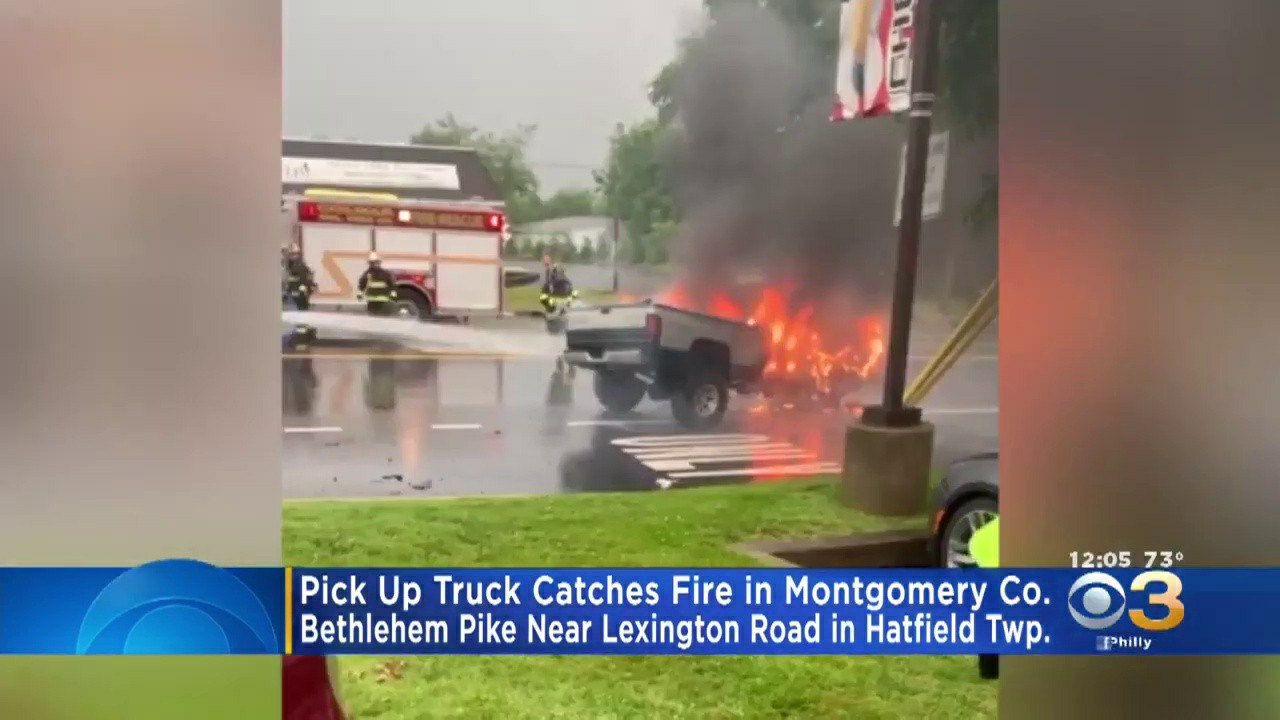 12:05 73°
Pick Up Truck Catches Fire in Montgomery Co.
Bethlehem Pike Near Lexington Road in Hatfield Twp.
3
Philly